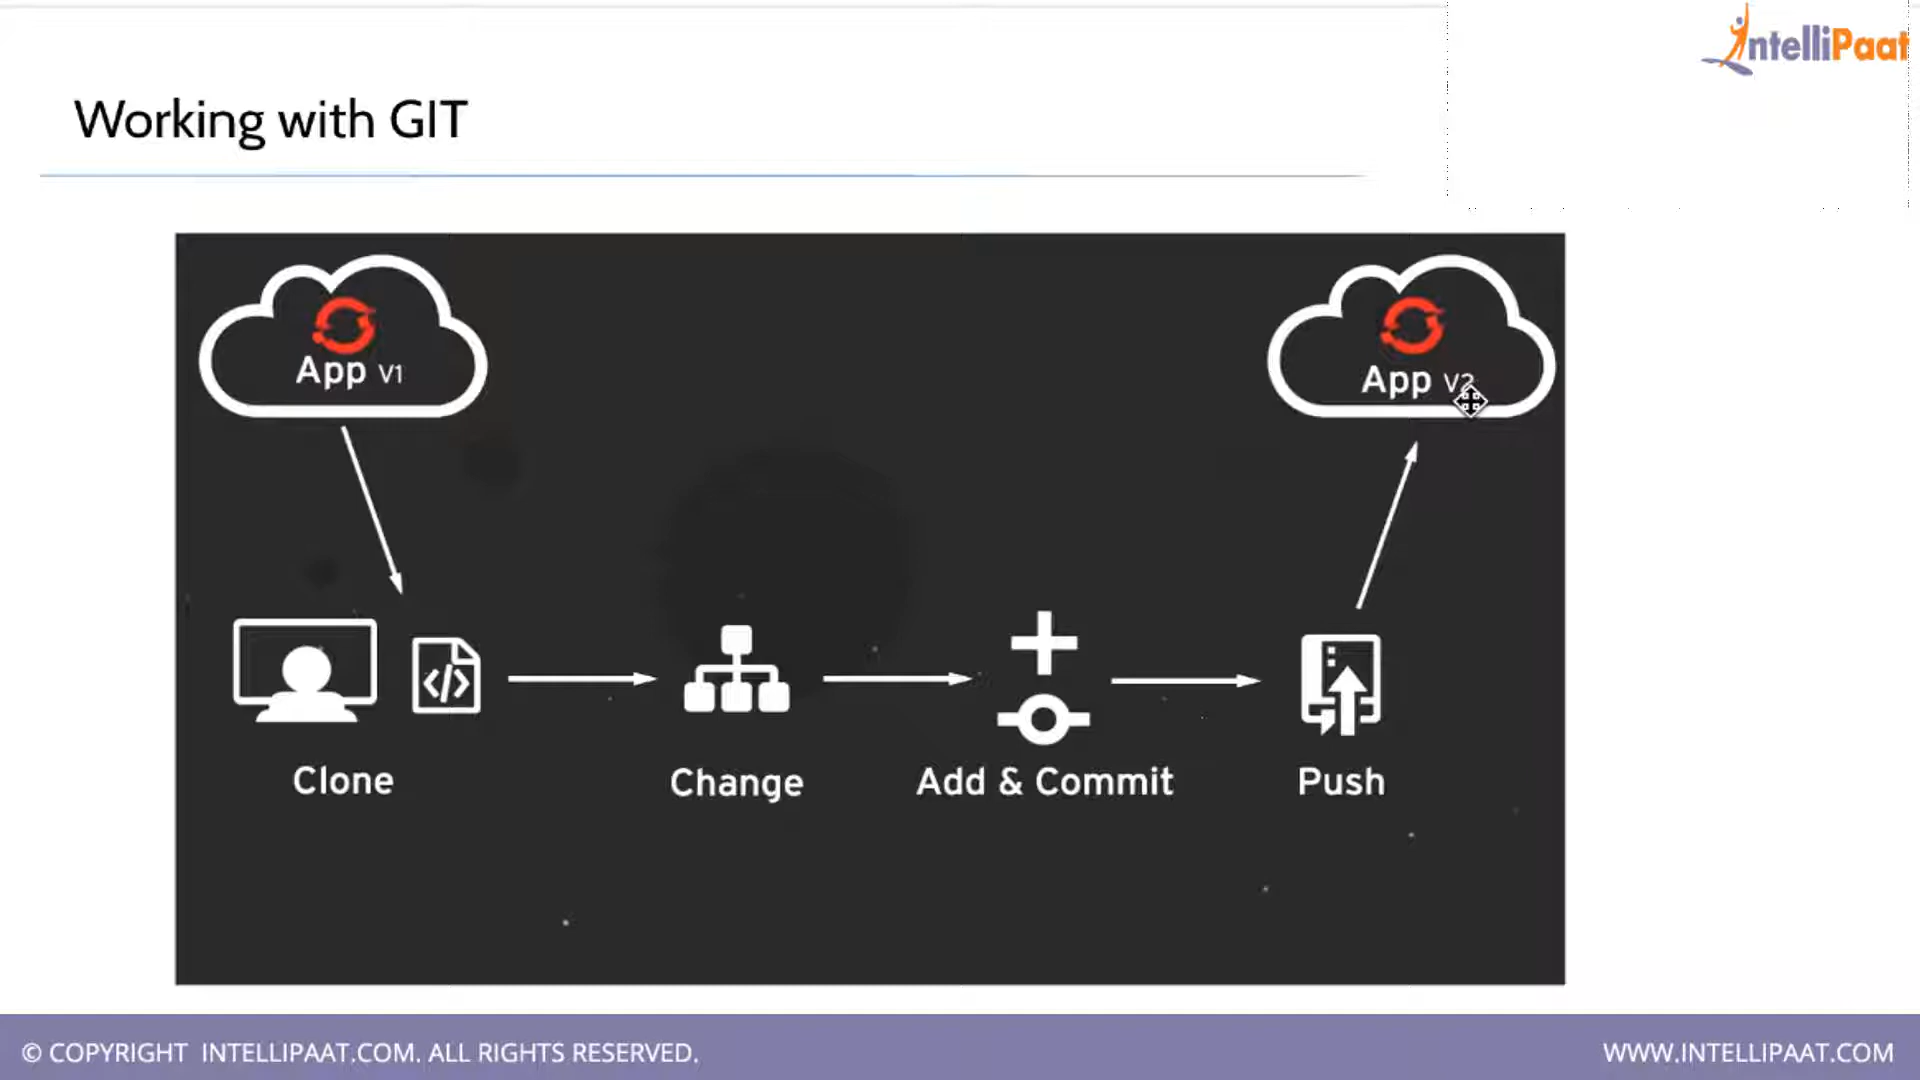 IntelliPaat
Working with GIT
App V1
App V2
Clone
Change
Add & Commit
Push
© COPYRIGHT INTELLIPAAT.COM. ALL RIGHTS RESERVED.
WWW.INTELLIPAAT.COM